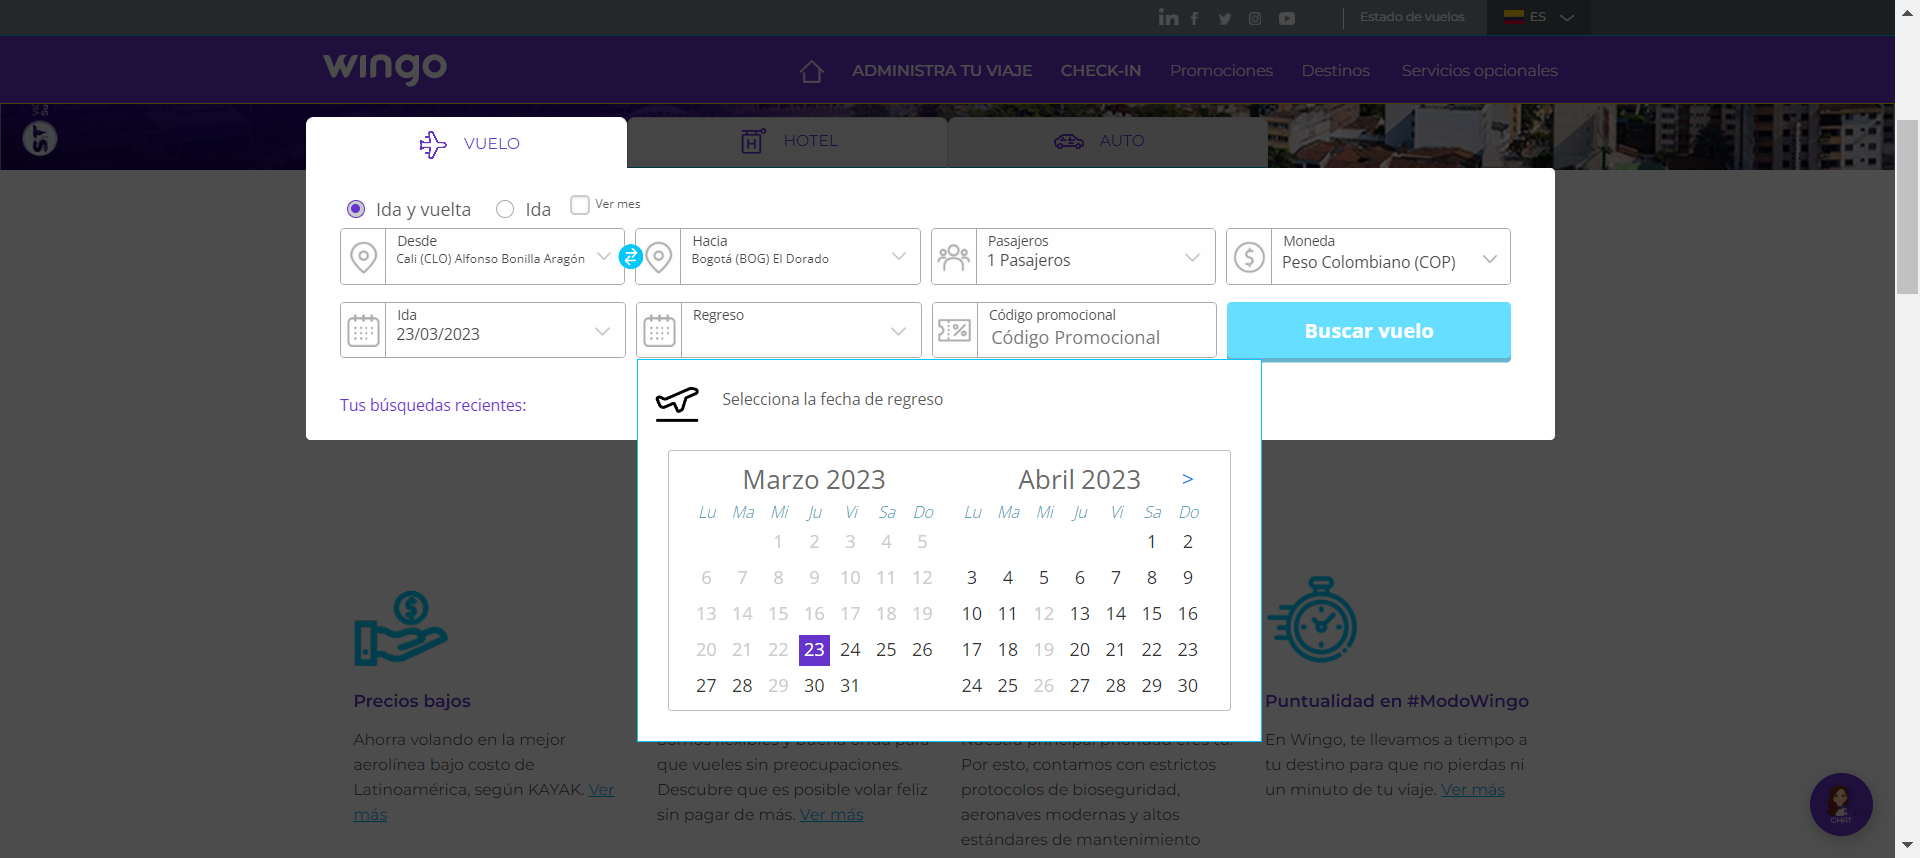 Estado de vuelos
ES
wingo
ADMINISTRA TU VIAJE
CHECK-IN
Promociones
Destinos
Servicios opcionales
VUELO
HOTEL
AUTO
Ida y vuelta
Ida
Ver mes
Desde
Cali (CLO) Alfonso Bonilla Aragón
Hacia
Bogotá (BOG) El Dorado
Pasajeros
1 Pasajeros
Moneda
Peso Colombiano (COP)
Ida
23/03/2023
Regreso
Código promocional
Código Promocional
Buscar vuelo
Tus búsquedas recientes:
Selecciona la fecha de regreso
Marzo 2023
Lu Ma Mi Ju Vi Sa Do
1 2 3 4 5
6 7 8 9 10 11 12
13 14 15 16 17 18 19
20 21 22 23 24 25 26
27 28 29 30 31
Abril 2023 >
Lu Ma Mi Ju Vi Sa Do
1 2
3 4 5 6 7 8 9
10 11 12 13 14 15 16
17 18 19 20 21 22 23
24 25 26 27 28 29 30
Precios bajos
Ahorra volando en la mejor
aerolínea bajo costo de
Latinoamérica, según KAYAK. Ver
más
Somos flexibles y buena onda para
que vueles sin preocupaciones.
Descubre que es posible volar feliz
sin pagar de más. Ver más
Nuestra principal prioridad eres tú.
Por esto, contamos con estrictos
protocolos de bioseguridad,
aeronaves modernas y altos
estándares de mantenimiento
Puntualidad en #ModoWingo
En Wingo, te llevamos a tiempo a
tu destino para que no pierdas ni
un minuto de tu viaje. Ver más
CHAT